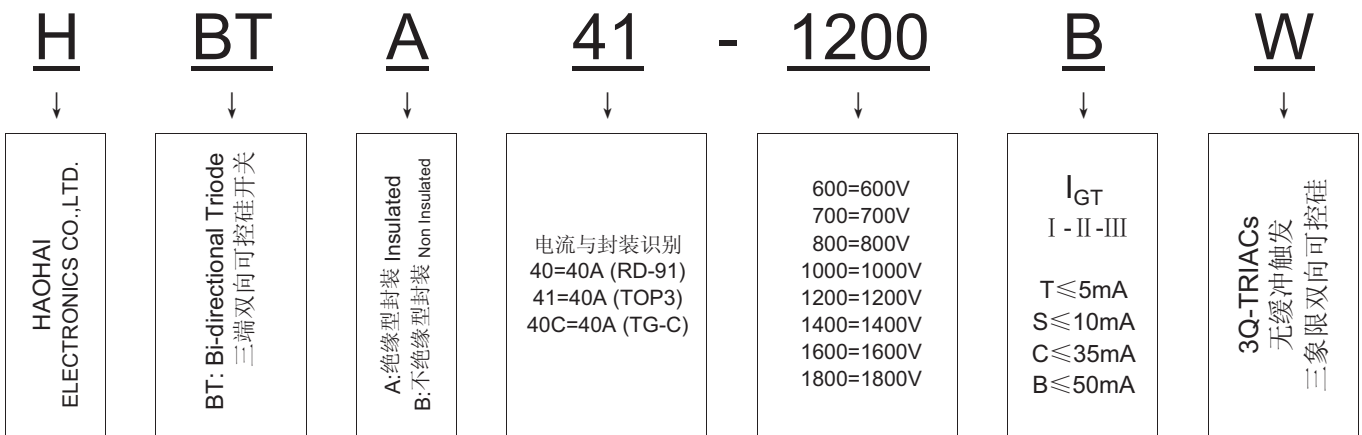 H BT A 41 - 1200 B W
↓ ↓ ↓ ↓ ↓ ↓ ↓
HAOHAI
ELECTRONICS CO.,LTD.
BT: Bi-directional Triode
三端双向可控硅开关
A:绝缘型封装 Insulated
B:不绝缘型封装 Non Insulated
电流与封装识别
40=40A (RD-91)
41=40A (TOP3)
40C=40A (TG-C)
600=600V
700=700V
800=800V
1000=1000V
1200=1200V
1400=1400V
1600=1600V
1800=1800V
IGT
Ⅰ-Ⅱ-Ⅲ
T≤5mA
S≤10mA
C≤35mA
B≤50mA
3Q-TRIACs
无缓冲触发
三象限双向可控硅